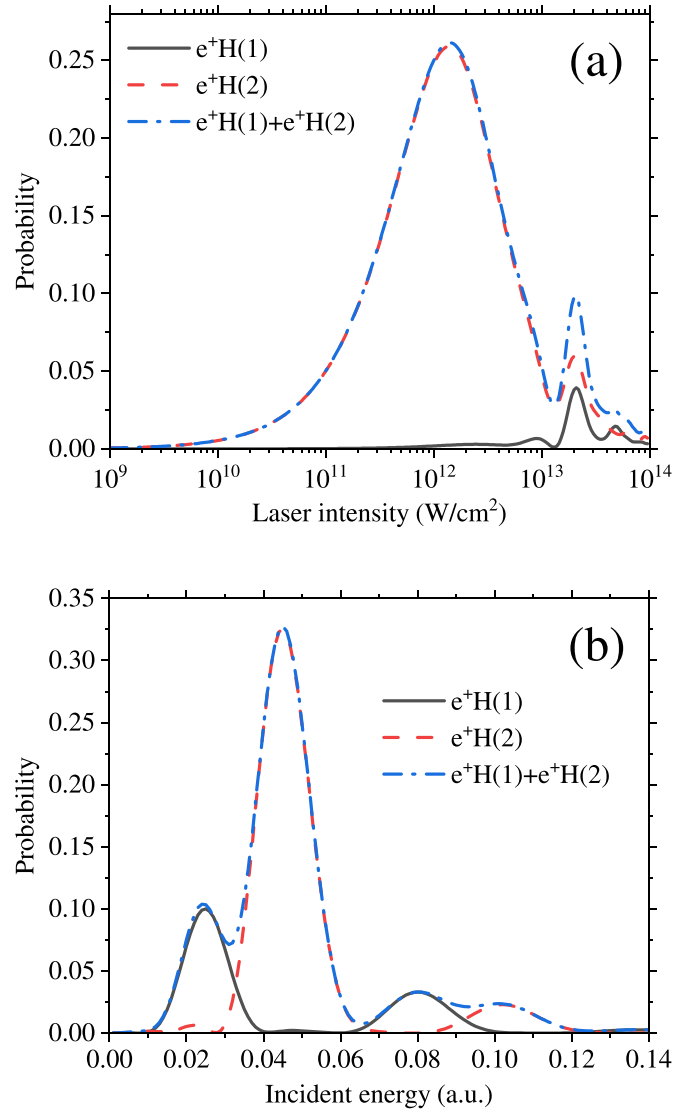 (a)
e⁺H(1)
e⁺H(2)
e⁺H(1)+e⁺H(2)
0.25
0.20
0.15
0.10
0.05
0.00
Probability
10⁹ 10¹⁰ 10¹¹ 10¹² 10¹³ 10¹⁴
Laser intensity (W/cm²)
(b)
e⁺H(1)
e⁺H(2)
e⁺H(1)+e⁺H(2)
0.35
0.30
0.25
0.20
0.15
0.10
0.05
0.00
Probability
0.00 0.02 0.04 0.06 0.08 0.10 0.12 0.14
Incident energy (a.u.)